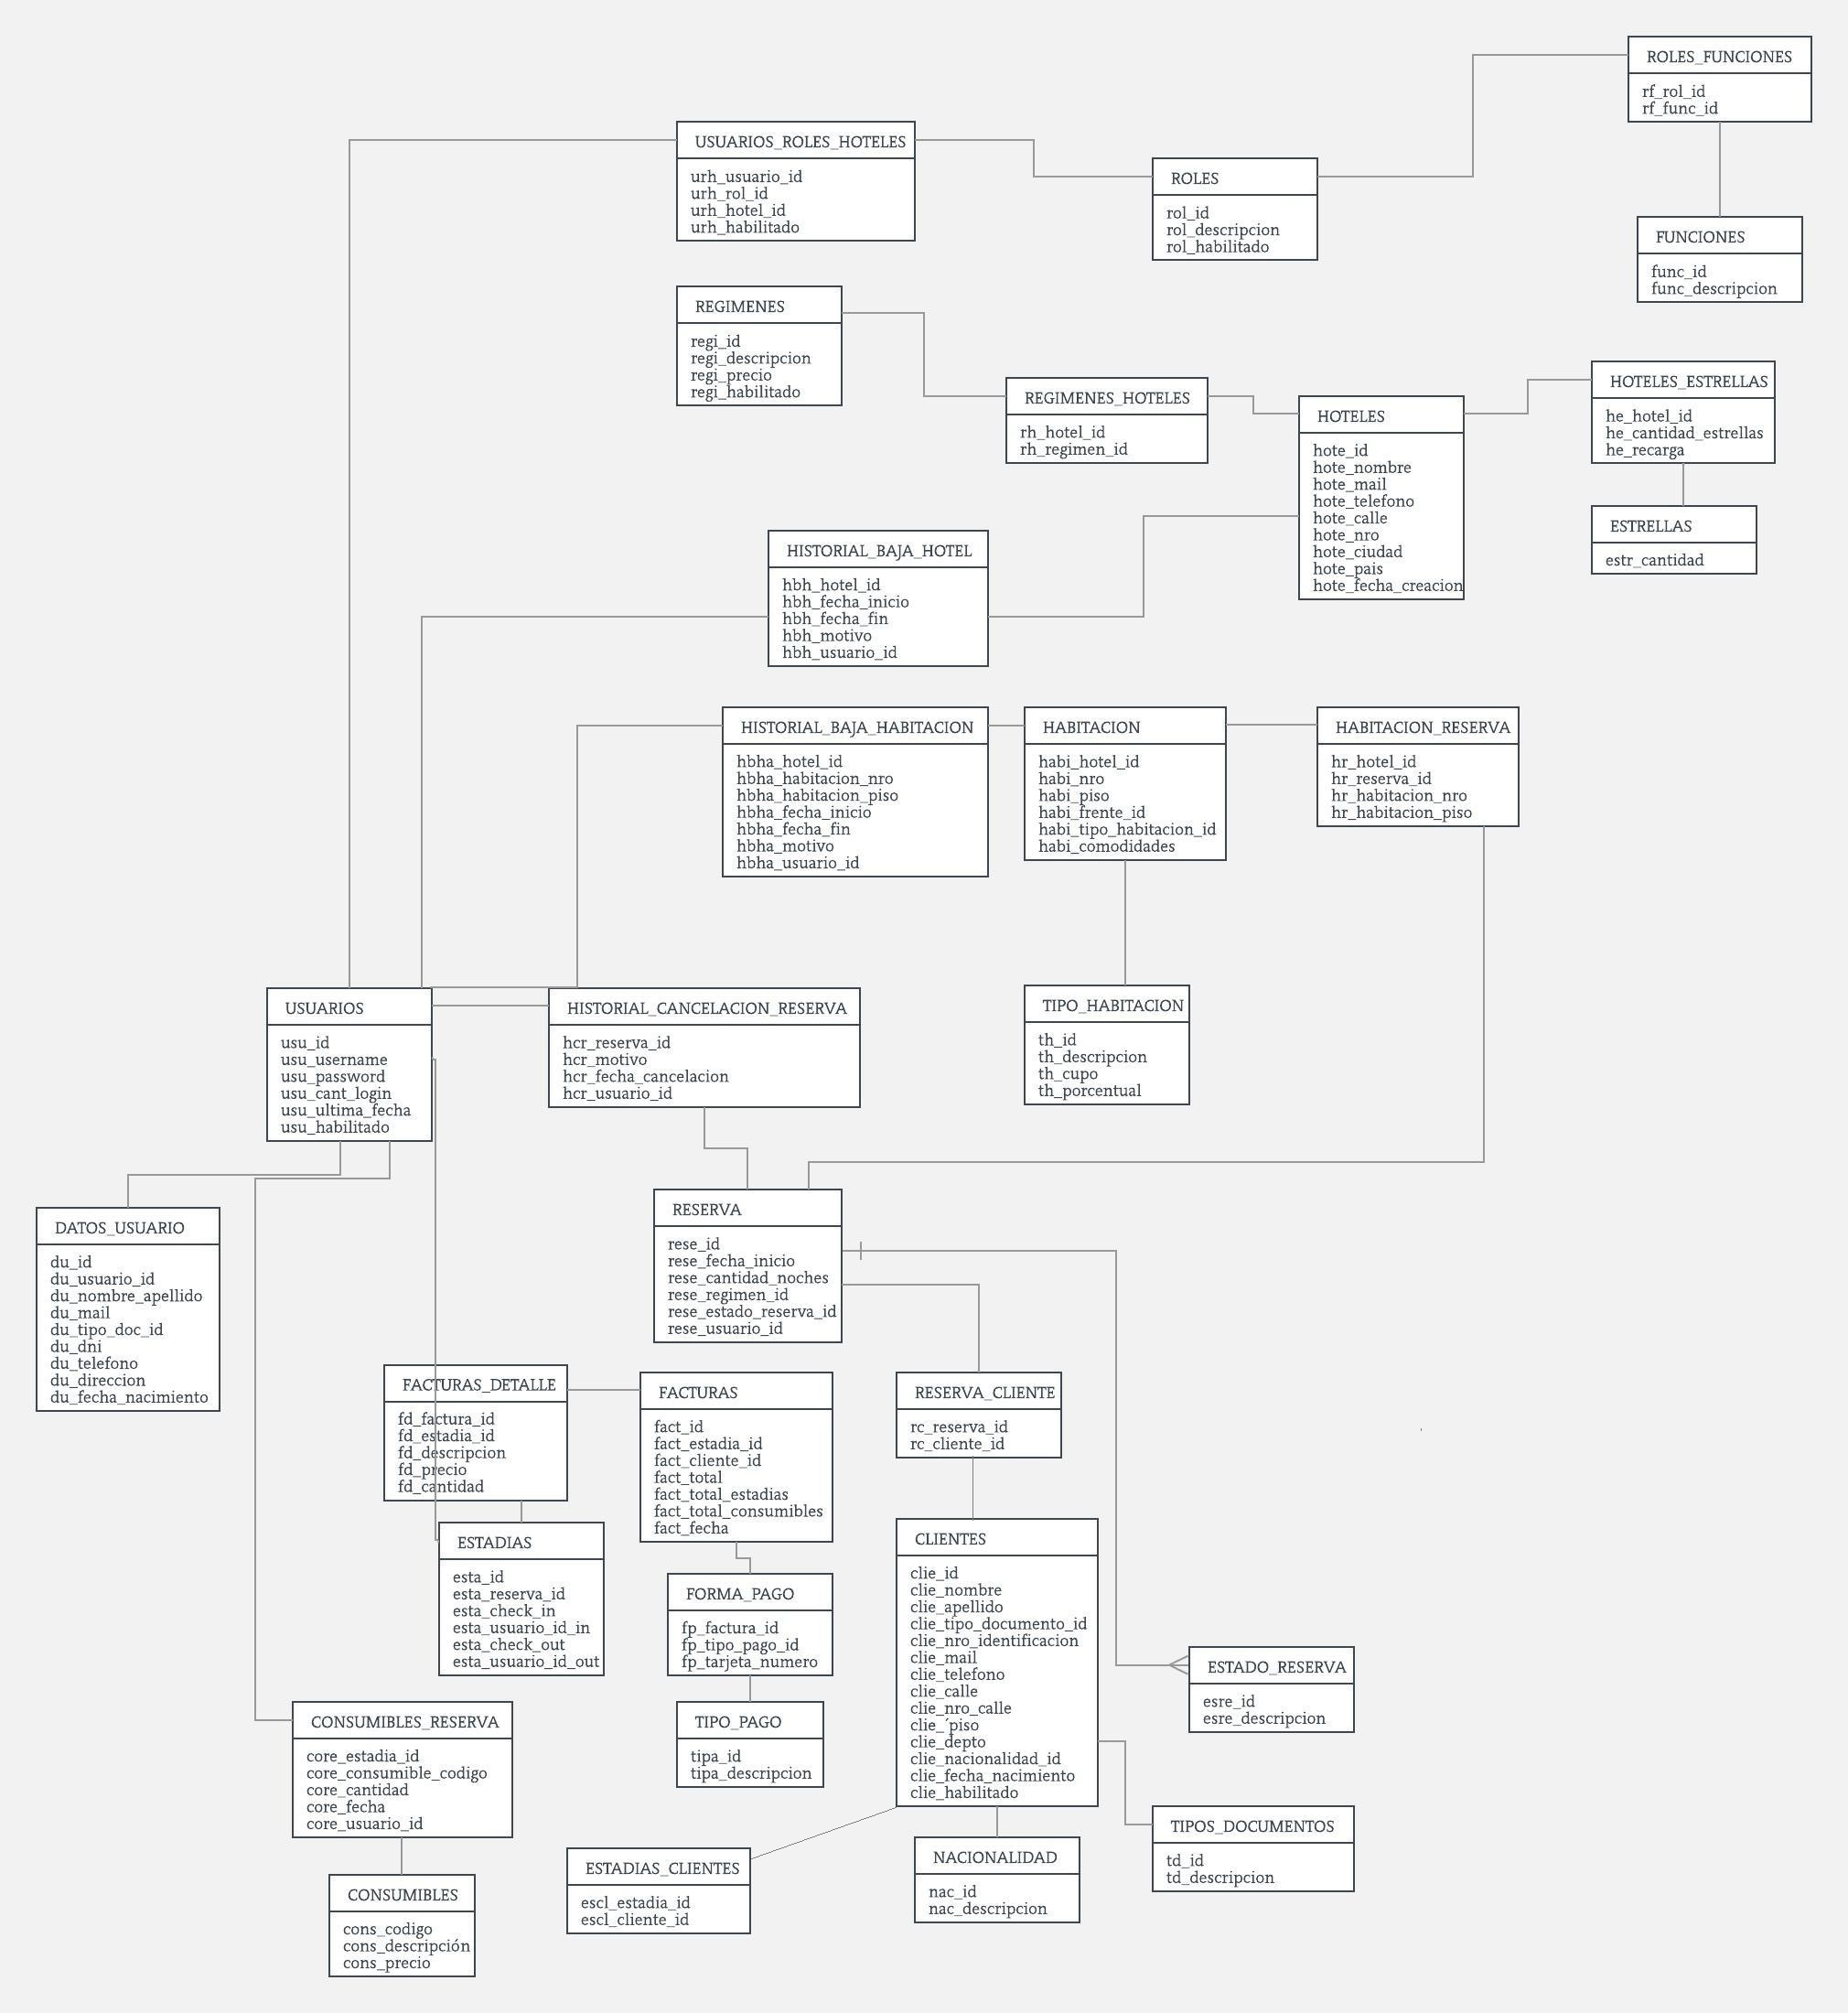 ROLES_FUNCIONES
rf_rol_id
rf_func_id
USUARIOS_ROLES_HOTELES
urh_usuario_id
urh_rol_id
urh_hotel_id
urh_habilitado
ROLES
rol_id
rol_descripcion
rol_habilitado
FUNCIONES
func_id
func_descripcion
REGIMENES
regi_id
regi_descripcion
regi_precio
regi_habilitado
REGIMENES_HOTELES
rh_hotel_id
rh_regimen_id
HOTELES
hote_id
hote_nombre
hote_mail
hote_telefono
hote_calle
hote_nro
hote_ciudad
hote_pais
hote_fecha_creacion
HOTELES_ESTRELLAS
he_hotel_id
he_cantidad_estrellas
he_recarga
ESTRELLAS
estr_cantidad
HISTORIAL_BAJA_HOTEL
hbh_hotel_id
hbh_fecha_inicio
hbh_fecha_fin
hbh_motivo
hbh_usuario_id
HISTORIAL_BAJA_HABITACION
hbha_hotel_id
hbha_habitacion_nro
hbha_habitacion_piso
hbha_fecha_inicio
hbha_fecha_fin
hbha_motivo
hbha_usuario_id
HABITACION
habi_hotel_id
habi_nro
habi_piso
habi_frente_id
habi_tipo_habitacion_id
habi_comodidades
HABITACION_RESERVA
hr_hotel_id
hr_reserva_id
hr_habitacion_nro
hr_habitacion_piso
USUARIOS
usu_id
usu_username
usu_password
usu_cant_login
usu_ultima_fecha
usu_habilitado
HISTORIAL_CANCELACION_RESERVA
hcr_reserva_id
hcr_motivo
hcr_fecha_cancelacion
hcr_usuario_id
TIPO_HABITACION
th_id
th_descripcion
th_cupo
th_porcentual
DATOS_USUARIO
du_id
du_usuario_id
du_nombre_apellido
du_mail
du_tipo_doc_id
du_dni
du_telefono
du_direccion
du_fecha_nacimiento
RESERVA
rese_id
rese_fecha_inicio
rese_cantidad_noches
rese_regimen_id
rese_estado_reserva_id
rese_usuario_id
FACTURAS_DETALLE
fd_factura_id
fd_estadia_id
fd_descripcion
fd_precio
fd_cantidad
FACTURAS
fact_id
fact_estadia_id
fact_cliente_id
fact_total
fact_total_estadias
fact_total_consumibles
fact_fecha
RESERVA_CLIENTE
rc_reserva_id
rc_cliente_id
ESTADIAS
esta_id
esta_reserva_id
esta_check_in
esta_usuario_id_in
esta_check_out
esta_usuario_id_out
FORMA_PAGO
fp_factura_id
fp_tipo_pago_id
fp_tarjeta_numero
CLIENTES
clie_id
clie_nombre
clie_apellido
clie_tipo_documento_id
clie_nro_identificacion
clie_mail
clie_telefono
clie_calle
clie_nro_calle
clie_´piso
clie_depto
clie_nacionalidad_id
clie_fecha_nacimiento
clie_habilitado
ESTADO_RESERVA
esre_id
esre_descripcion
CONSUMIBLES_RESERVA
core_estadia_id
core_consumible_codigo
core_cantidad
core_fecha
core_usuario_id
TIPO_PAGO
tipa_id
tipa_descripcion
TIPOS_DOCUMENTOS
td_id
td_descripcion
ESTADIAS_CLIENTES
escl_estadia_id
escl_cliente_id
NACIONALIDAD
nac_id
nac_descripcion
CONSUMIBLES
cons_codigo
cons_descripción
cons_precio